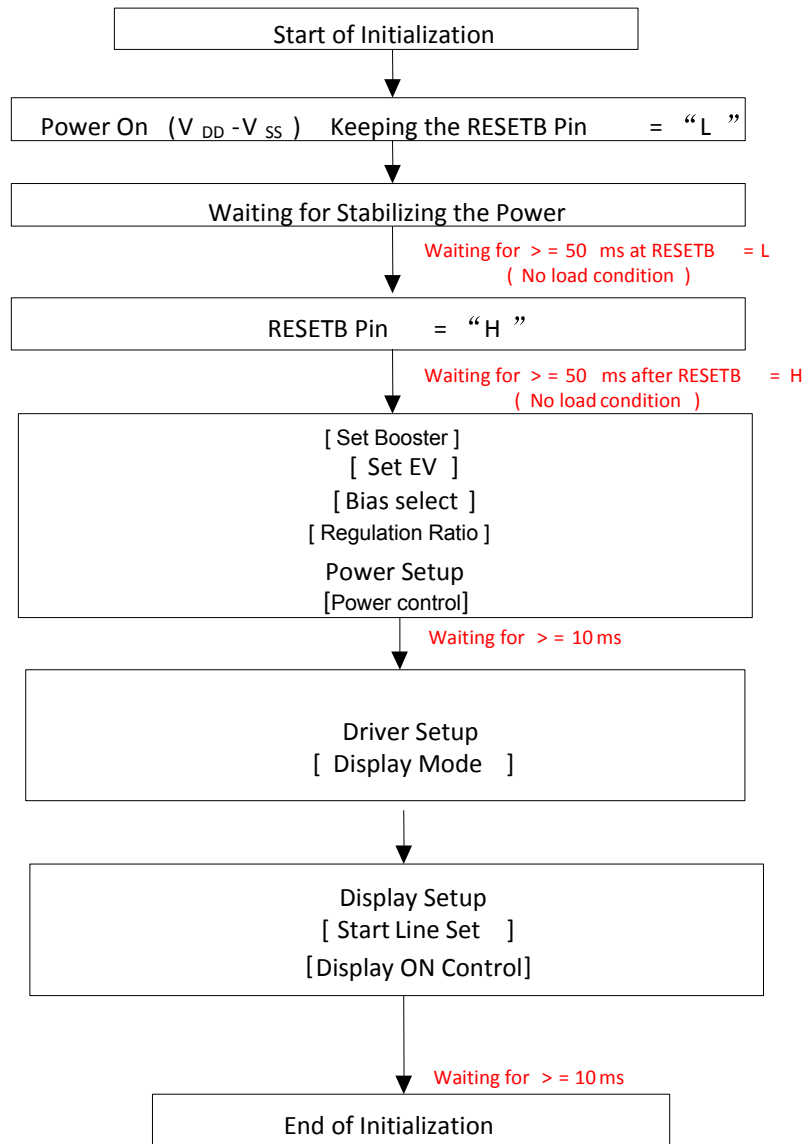 Start of Initialization
Power On (V DD -V SS ) Keeping the RESETB Pin = “L ”
Waiting for Stabilizing the Power
Waiting for > = 50 ms at RESETB = L
( No load condition )
RESETB Pin = “H ”
Waiting for > = 50 ms after RESETB = H
( No load condition )
[ Set Booster ]
[ Set EV ]
[ Bias select ]
[ Regulation Ratio ]
Power Setup
[Power control]
Waiting for > = 10 ms
Driver Setup
[ Display Mode ]
Display Setup
[ Start Line Set ]
[Display ON Control]
Waiting for > = 10 ms
End of Initialization